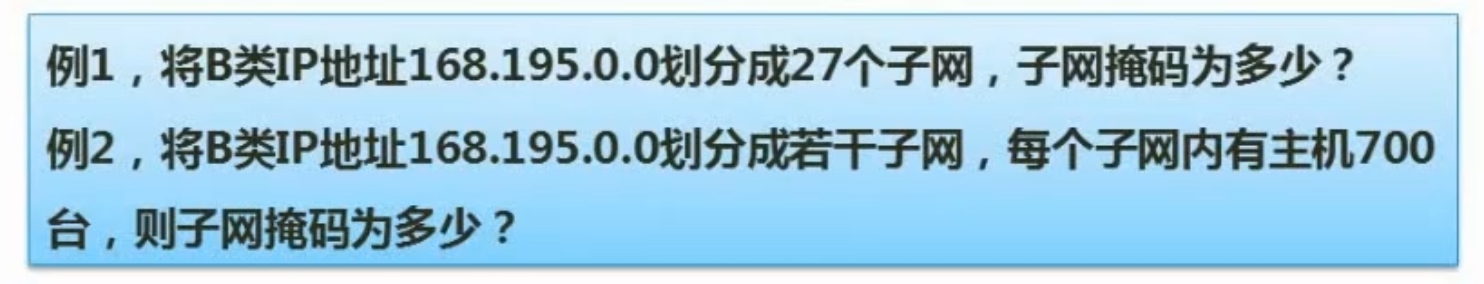 例1，将B类IP地址168.195.0.0划分成27个子网，子网掩码为多少？
例2，将B类IP地址168.195.0.0划分成若干子网，每个子网内有主机700
台，则子网掩码为多少？